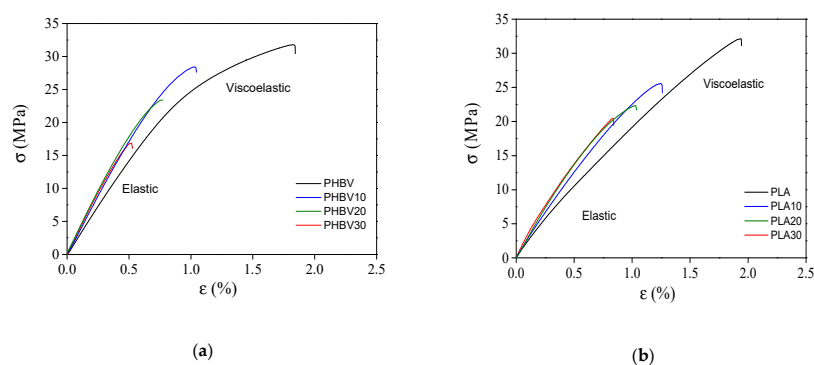 35
30
25
20
15
10
5
0
σ (MPa)
Viscoelastic
Elastic
PHBV
PHBV10
PHBV20
PHBV30
0.0 0.5 1.0 1.5 2.0 2.5
ε (%)
(a)
35
30
25
20
15
10
5
0
σ (MPa)
Viscoelastic
Elastic
PLA
PLA10
PLA20
PLA30
0.0 0.5 1.0 1.5 2.0 2.5
ε (%)
(b)